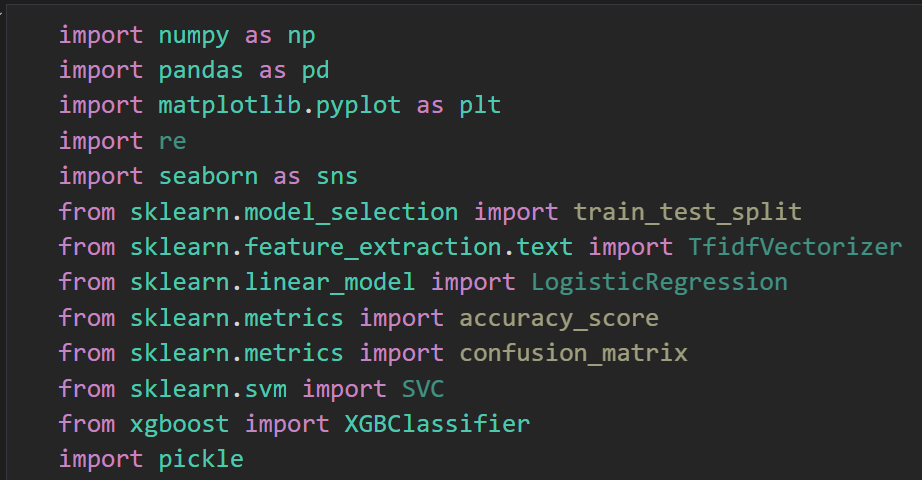 import numpy as np
import pandas as pd
import matplotlib.pyplot as plt
import re
import seaborn as sns
from sklearn.model_selection import train_test_split
from sklearn.feature_extraction.text import TfidfVectorizer
from sklearn.linear_model import LogisticRegression
from sklearn.metrics import accuracy_score
from sklearn.metrics import confusion_matrix
from sklearn.svm import SVC
from xgboost import XGBClassifier
import pickle